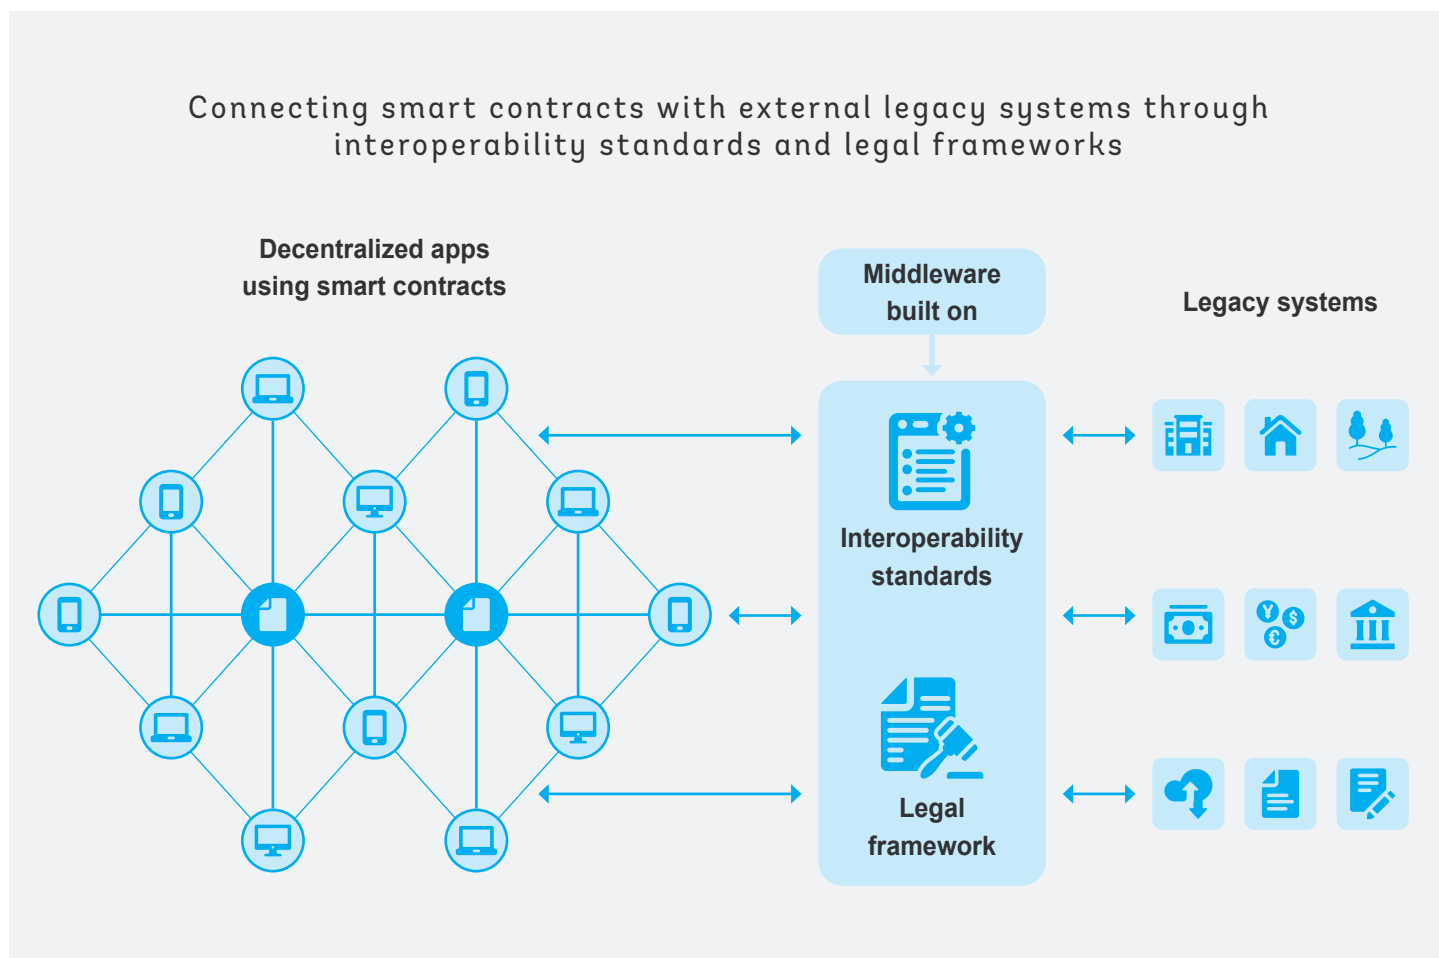 Connecting smart contracts with external legacy systems through
interoperability standards and legal frameworks
Decentralized apps
using smart contracts
Middleware
built on
Legacy systems
Interoperability
standards
¥
$
€
Legal
framework